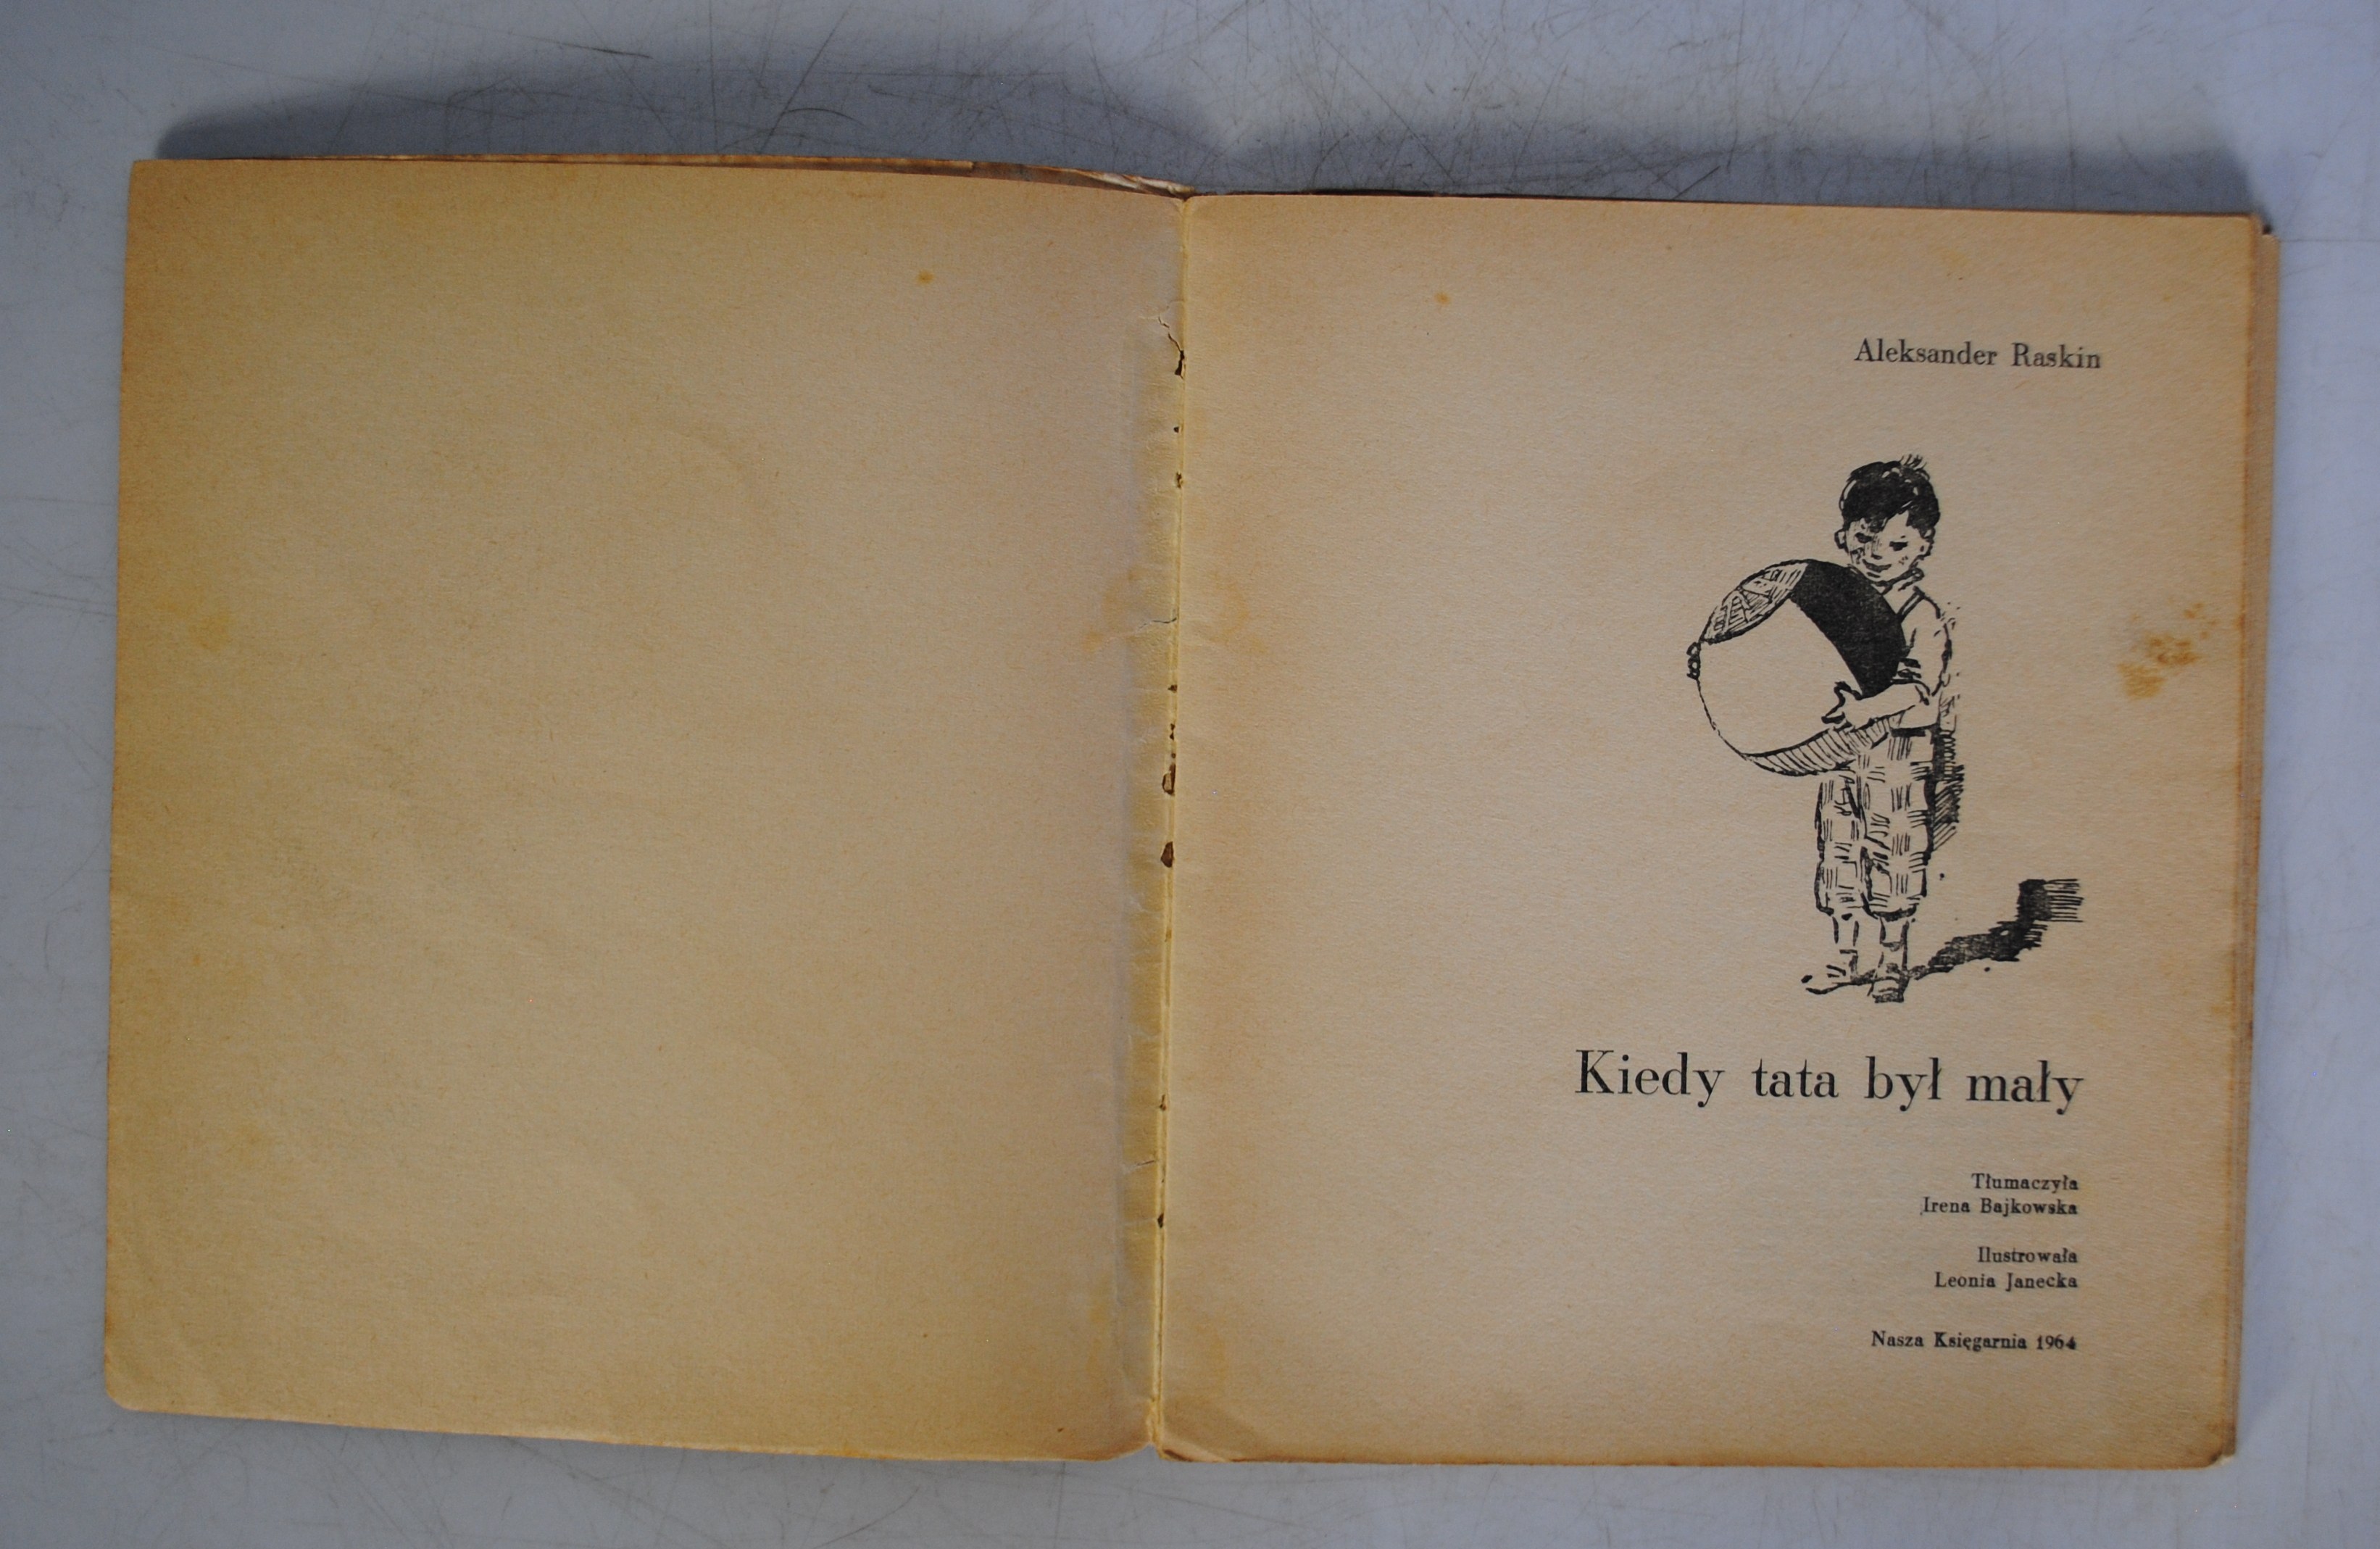 Aleksander Raskin
Kiedy tata był mały
Tłumaczyła
Irena Bajkowska
Ilustrowała
Leonia Janecka
Nasza Księgarnia 1964